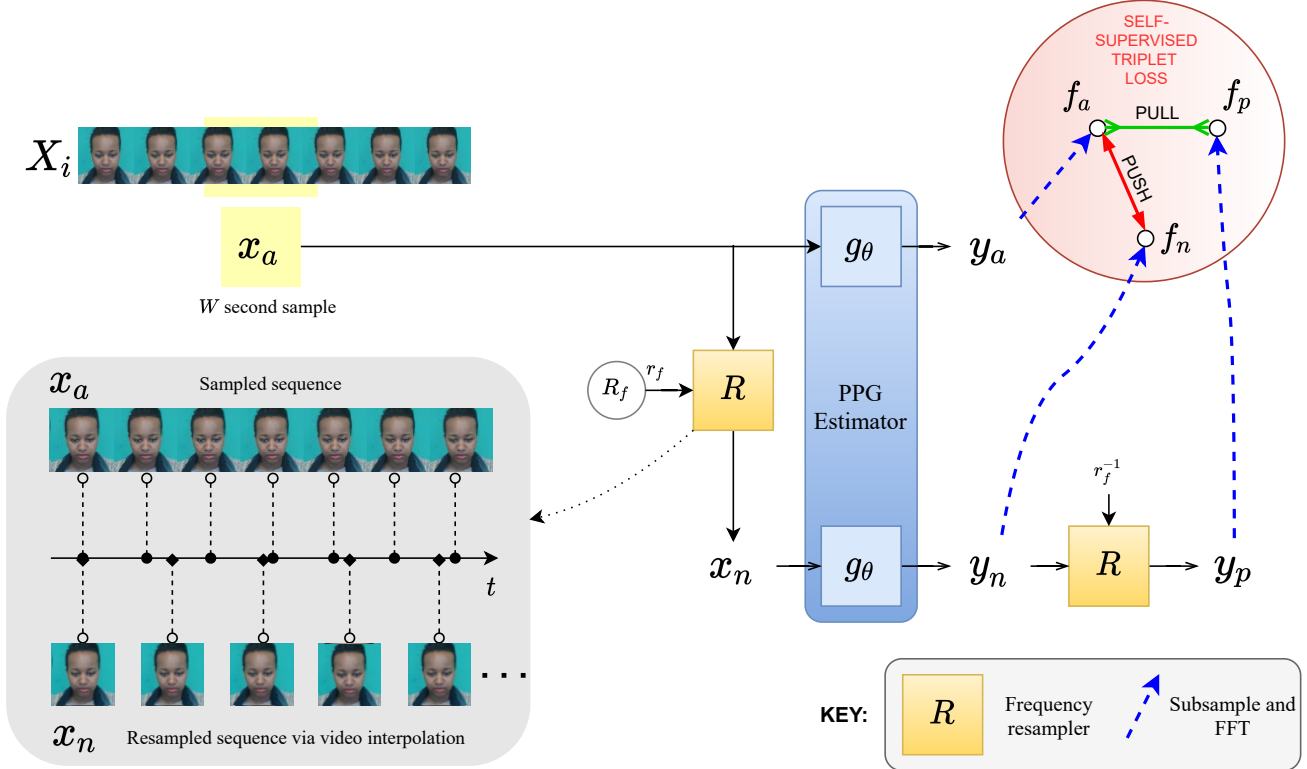 SELF-
SUPERVISED
TRIPLET
LOSS
f_a
f_p
PULL
PUSH
f_n
X_i
x_a
W second sample
g_θ
y_a
x_a
Sampled sequence
R_f
r_f
R
PPG
Estimator
r_f^{-1}
t
x_n
g_θ
y_n
R
y_p
. . .
x_n
Resampled sequence via video interpolation
KEY:
R
Frequency
resampler
Subsample and
FFT